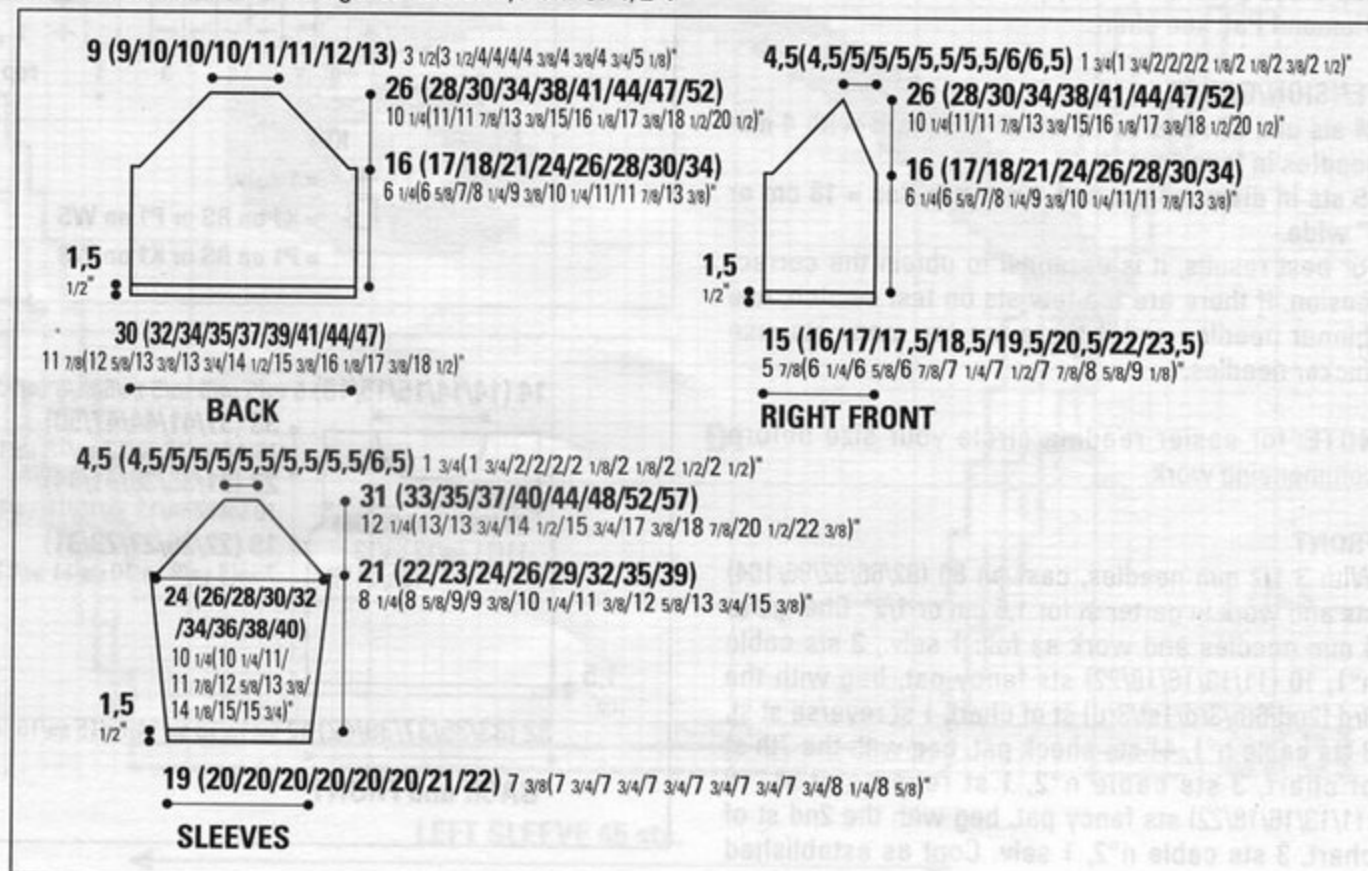 9 (9/10/10/10/11/11/12/13) 3 1/2(3 1/2/4/4/4/4 3/8/4 3/8/4 3/4/5 1/8)"
26 (28/30/34/38/41/44/47/52)
10 1/4(11/11 7/8/13 3/8/15/16 1/8/17 3/8/18 1/2/20 1/2)"
16 (17/18/21/24/26/28/30/34)
6 1/4(6 5/8/7/8 1/4/9 3/8/10 1/4/11/11 7/8/13 3/8)"
1,5
1/2"
30 (32/34/35/37/39/41/44/47)
11 7/8(12 5/8/13 3/8/13 3/4/14 1/2/15 3/8/16 1/8/17 3/8/18 1/2)"
BACK
4,5(4,5/5/5/5/5,5/5,5/6/6,5) 1 3/4(1 3/4/2/2/2/2 1/8/2 1/8/2 3/8/2 1/2)"
26 (28/30/34/38/41/44/47/52)
10 1/4(11/11 7/8/13 3/8/15/16 1/8/17 3/8/18 1/2/20 1/2)"
16 (17/18/21/24/26/28/30/34)
6 1/4(6 5/8/7/8 1/4/9 3/8/10 1/4/11/11 7/8/13 3/8)"
1,5
1/2"
15 (16/17/17,5/18,5/19,5/20,5/22/23,5)
5 7/8(6 1/4/6 5/8/6 7/8/7 1/4/7 1/2/7 7/8/8 5/8/9 1/8)"
RIGHT FRONT
4,5 (4,5/5/5/5/5,5/5,5/5,5/6,5) 1 3/4(1 3/4/2/2/2/2 1/8/2 1/8/2 1/2/2 1/2)"
31 (33/35/37/40/44/48/52/57)
12 1/4(13/13 3/4/14 1/2/15 3/4/17 3/8/18 7/8/20 1/2/22 3/8)"
21 (22/23/24/26/29/32/35/39)
8 1/4(8 5/8/9/9 3/8/10 1/4/11 3/8/12 5/8/13 3/4/15 3/8)"
24 (26/28/30/32
/34/36/38/40)
10 1/4(10 1/4/11/
11 7/8/12 5/8/13 3/8/
14 1/8/15/15 3/4)"
1,5
1/2"
19 (20/20/20/20/20/20/21/22) 7 3/8(7 3/4/7 3/4/7 3/4/7 3/4/7 3/4/7 3/4/8 1/4/8 5/8)"
SLEEVES